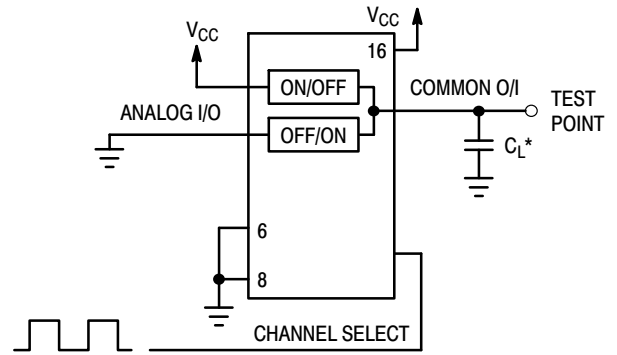 VCC
VCC
16
ON/OFF
COMMON O/I
ANALOG I/O
OFF/ON
TEST
POINT
CL*
6
8
CHANNEL SELECT